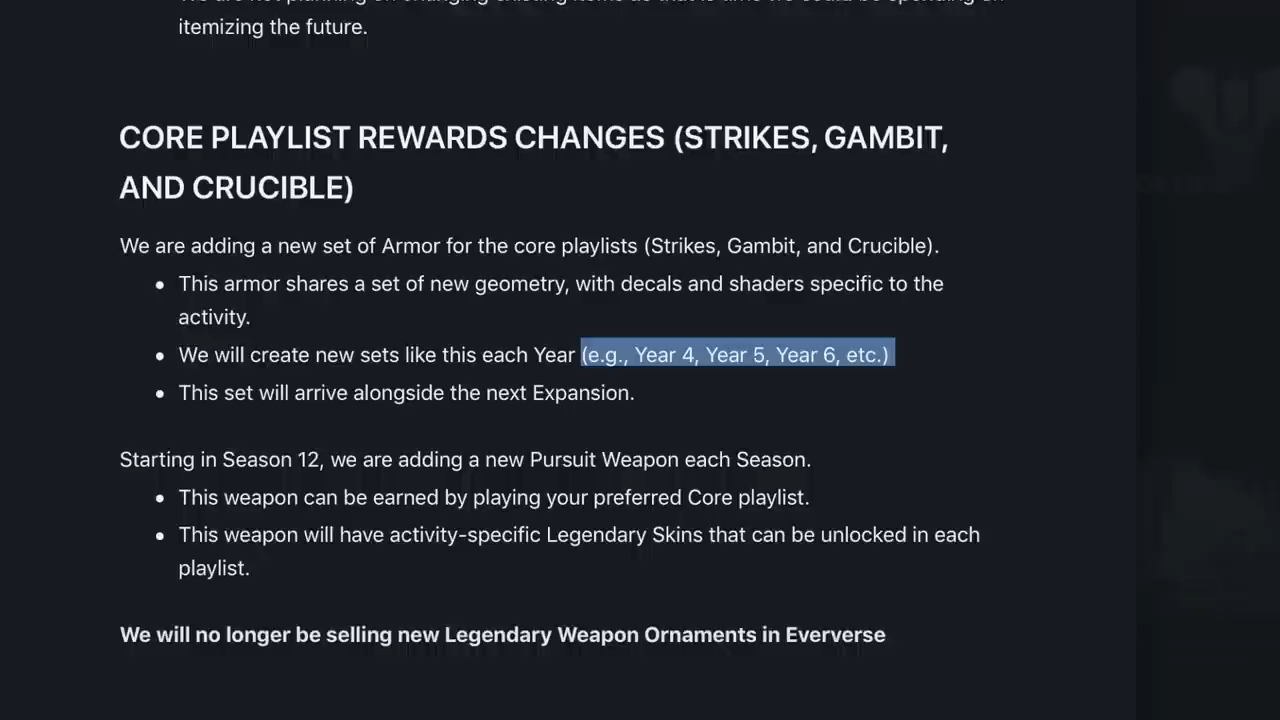 itemizing the future.
CORE PLAYLIST REWARDS CHANGES (STRIKES, GAMBIT,
AND CRUCIBLE)
We are adding a new set of Armor for the core playlists (Strikes, Gambit, and Crucible).
• This armor shares a set of new geometry, with decals and shaders specific to the
activity.
• We will create new sets like this each Year (e.g., Year 4, Year 5, Year 6, etc.)
• This set will arrive alongside the next Expansion.
Starting in Season 12, we are adding a new Pursuit Weapon each Season.
• This weapon can be earned by playing your preferred Core playlist.
• This weapon will have activity-specific Legendary Skins that can be unlocked in each
playlist.
We will no longer be selling new Legendary Weapon Ornaments in Eververse